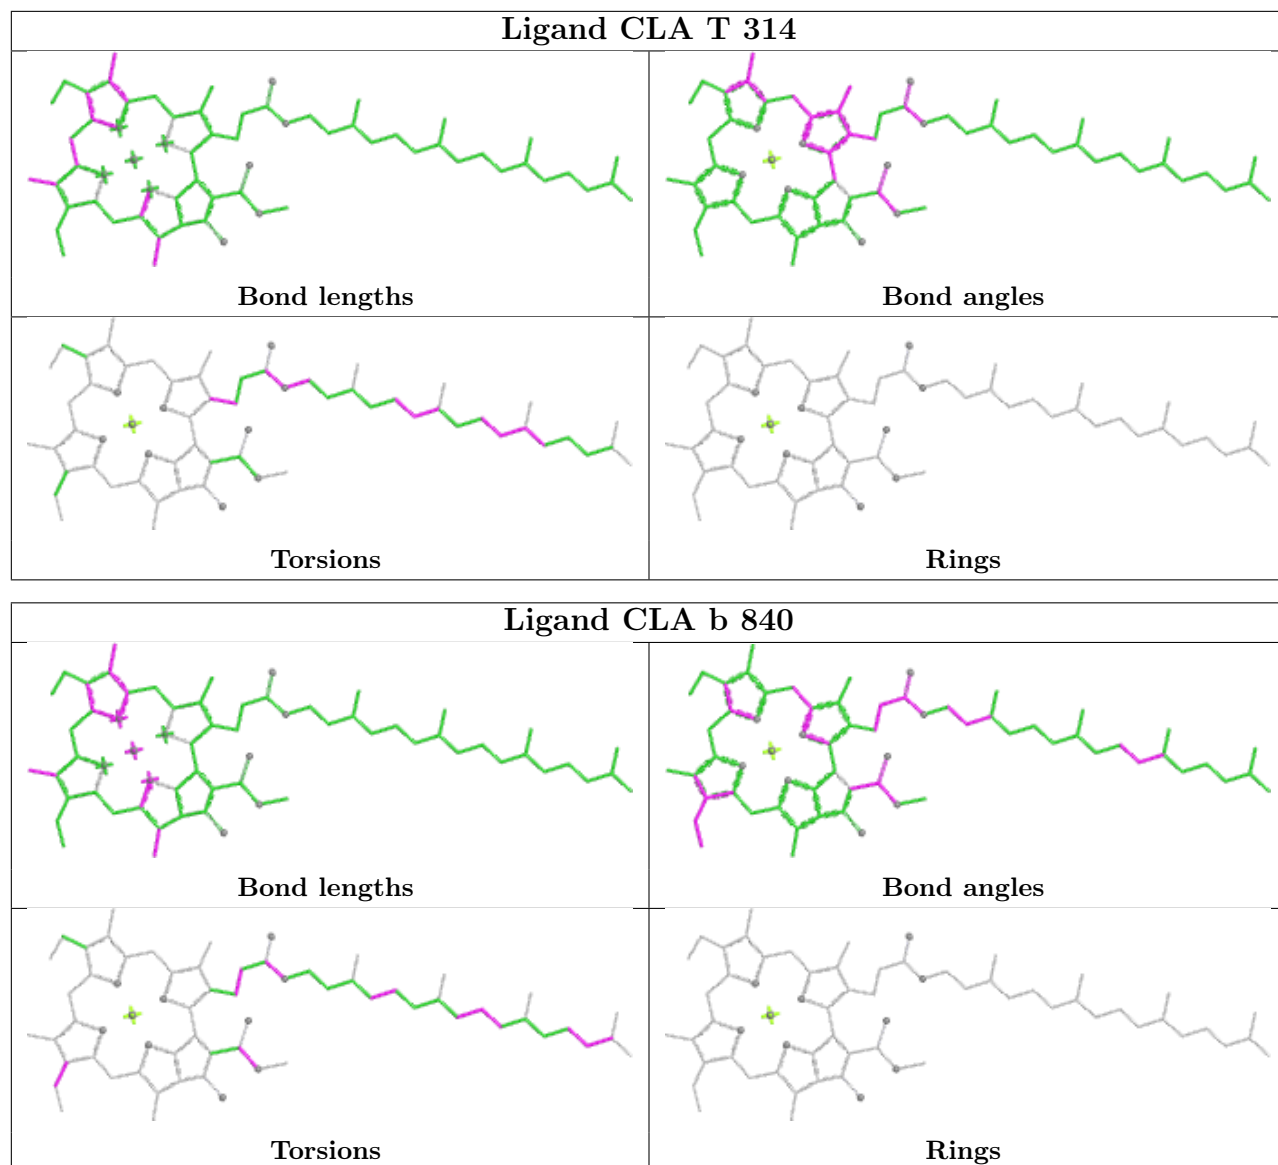 Ligand CLA T 314
Bond lengths
Bond angles
Torsions
Rings
Ligand CLA b 840
Bond lengths
Bond angles
Torsions
Rings